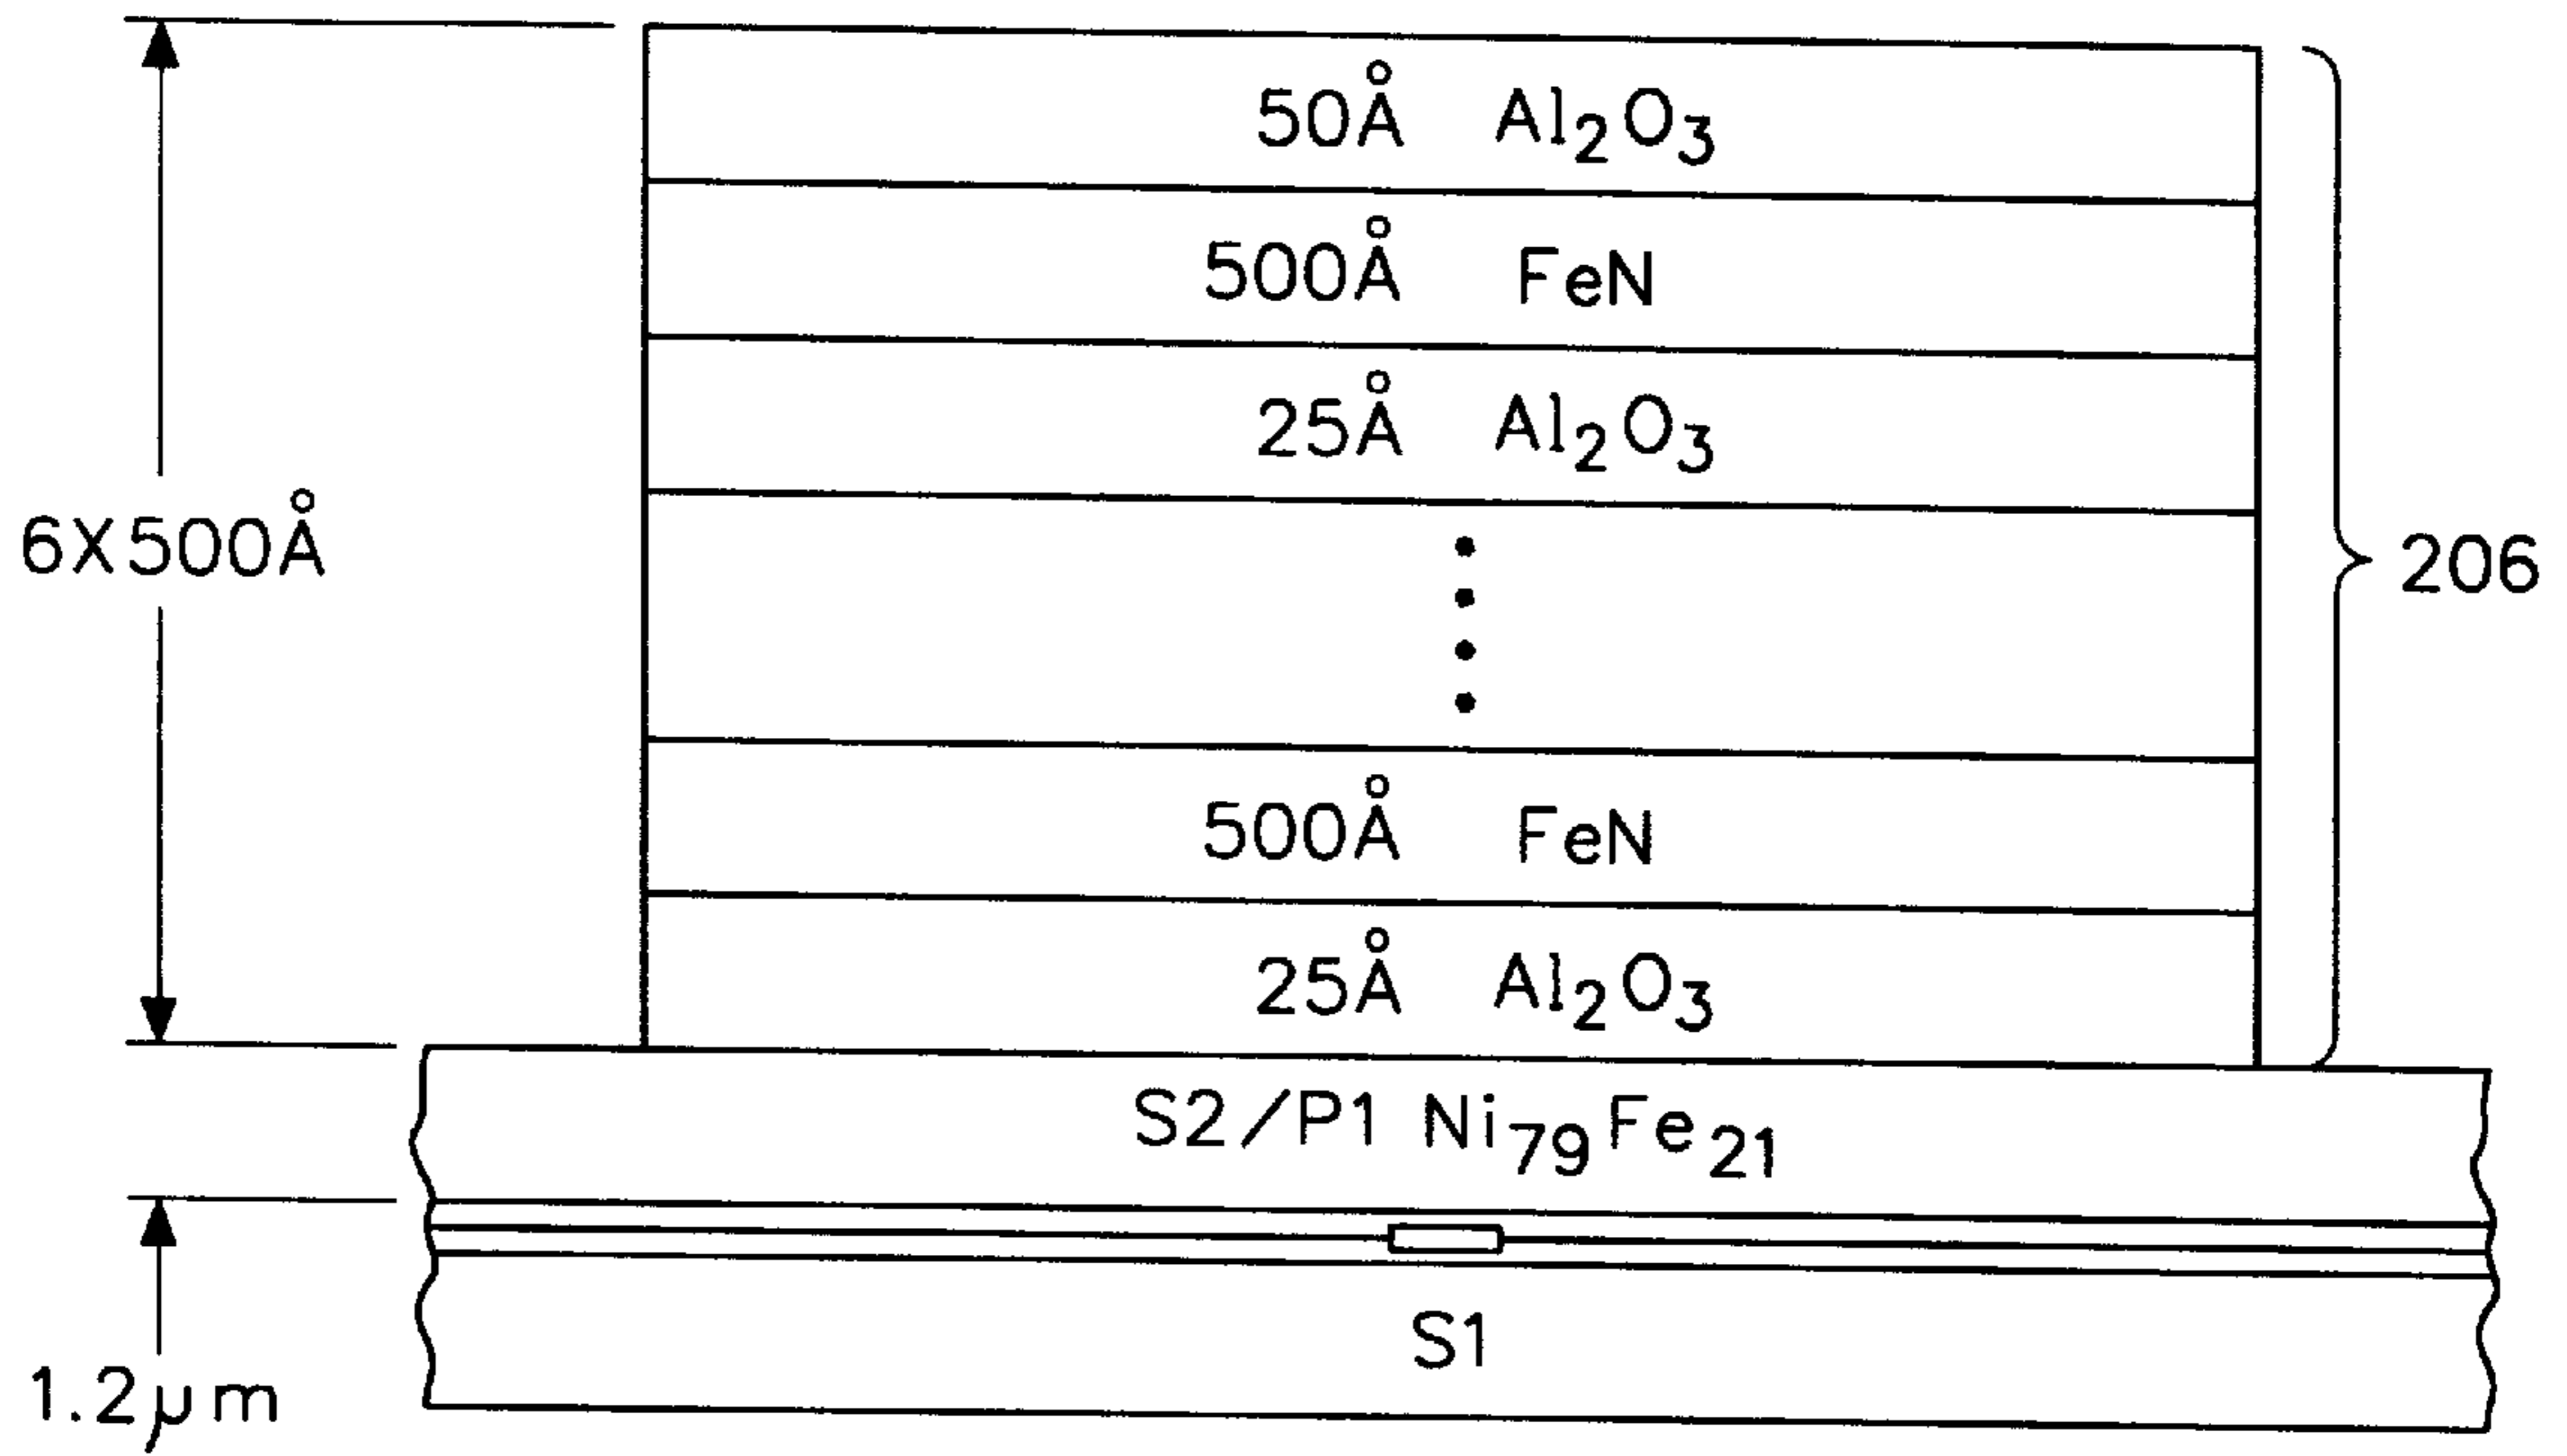 50Å Al2O3
500Å FeN
25Å Al2O3
6X500Å
206
500Å FeN
25Å Al2O3
S2/P1 Ni79Fe21
S1
1.2μm